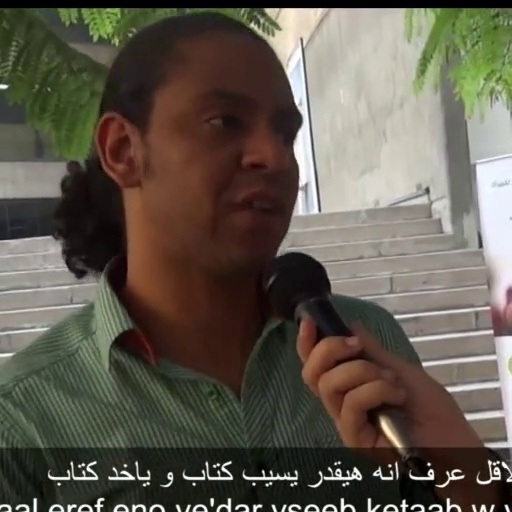 لاقل عرف انه هيقدر يسيب كتاب و ياخد كتاب
aal eref eno ye'dar yseeb ketaab w y